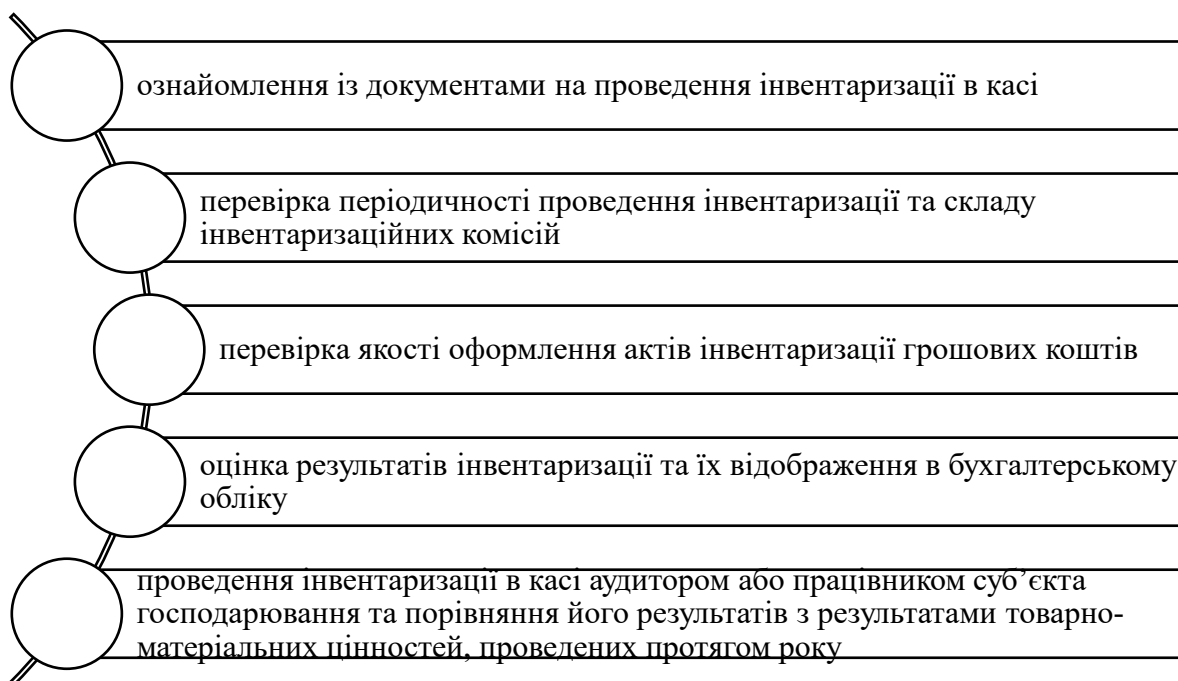 ознайомлення із документами на проведення інвентаризації в касі
перевірка періодичності проведення інвентаризації та складу
інвентаризаційних комісій
перевірка якості оформлення актів інвентаризації грошових коштів
оцінка результатів інвентаризації та їх відображення в бухгалтерському
обліку
проведення інвентаризації в касі аудитором або працівником суб’єкта
господарювання та порівняння його результатів з результатами товарно-
матеріальних цінностей, проведених протягом року